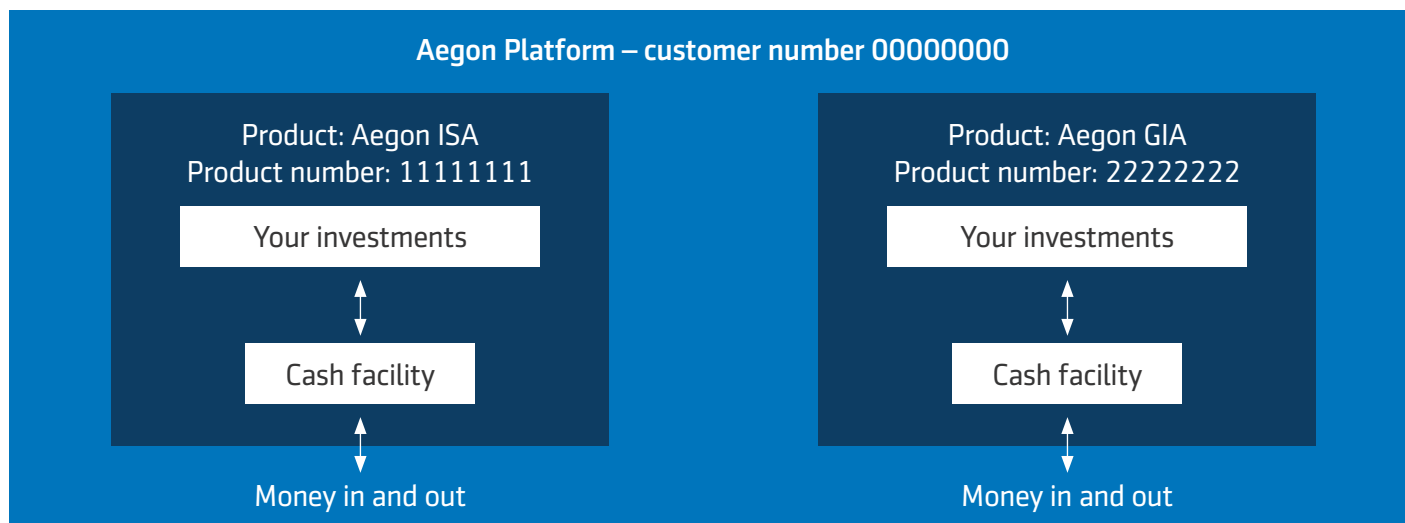 Aegon Platform – customer number 00000000
Product: Aegon ISA
Product number: 11111111
Your investments
Cash facility
Money in and out
Product: Aegon GIA
Product number: 22222222
Your investments
Cash facility
Money in and out